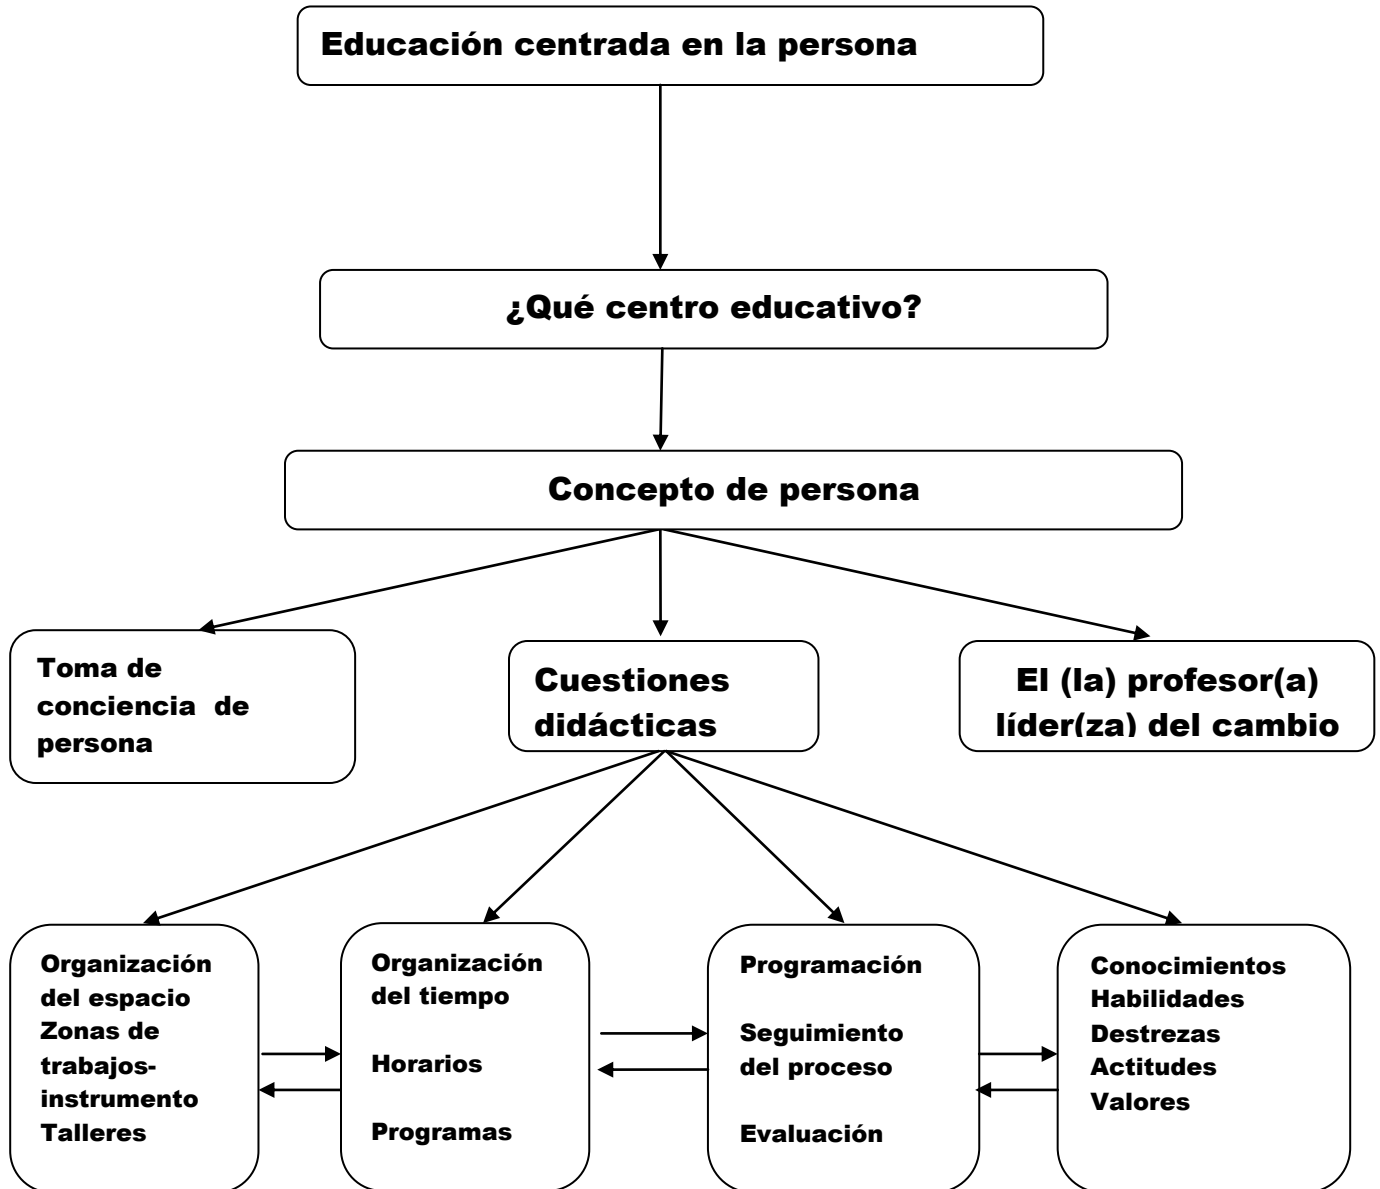 Educación centrada en la persona
¿Qué centro educativo?
Concepto de persona
Toma de
conciencia de
persona
Cuestiones
didácticas
El (la) profesor(a)
líder(za) del cambio
Organización
del espacio
Zonas de
trabajos-
instrumento
Talleres
Organización
del tiempo
Horarios
Programas
Programación
Seguimiento
del proceso
Evaluación
Conocimientos
Habilidades
Destrezas
Actitudes
Valores